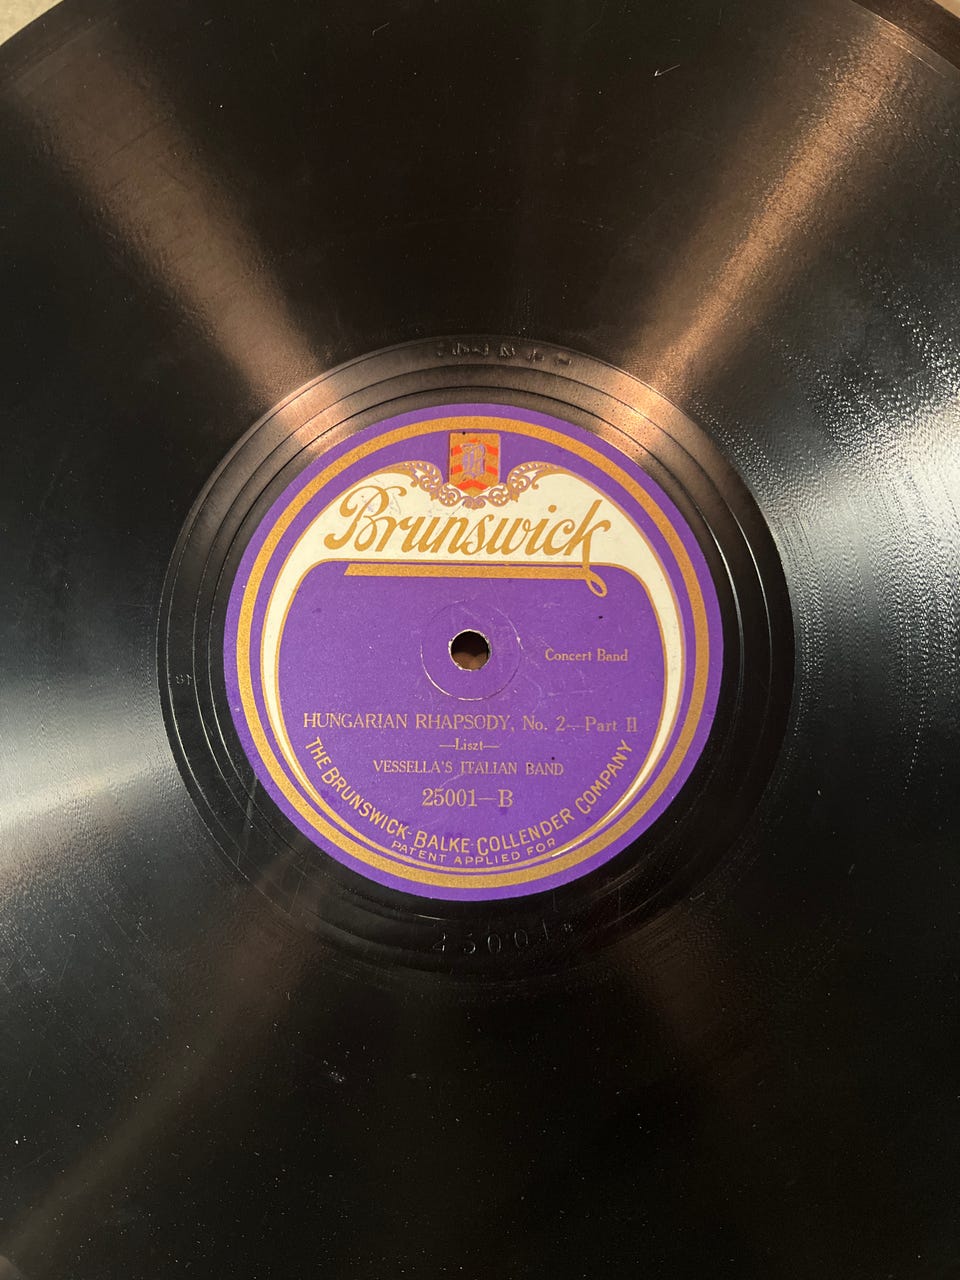 B
Brunswick
Concert Band
HUNGARIAN RHAPSODY, No. 2—Part II
—Liszt—
VESSELLA'S ITALIAN BAND
25001—B
THE BRUNSWICK-BALKE-COLLENDER COMPANY
PATENT APPLIED FOR
25001